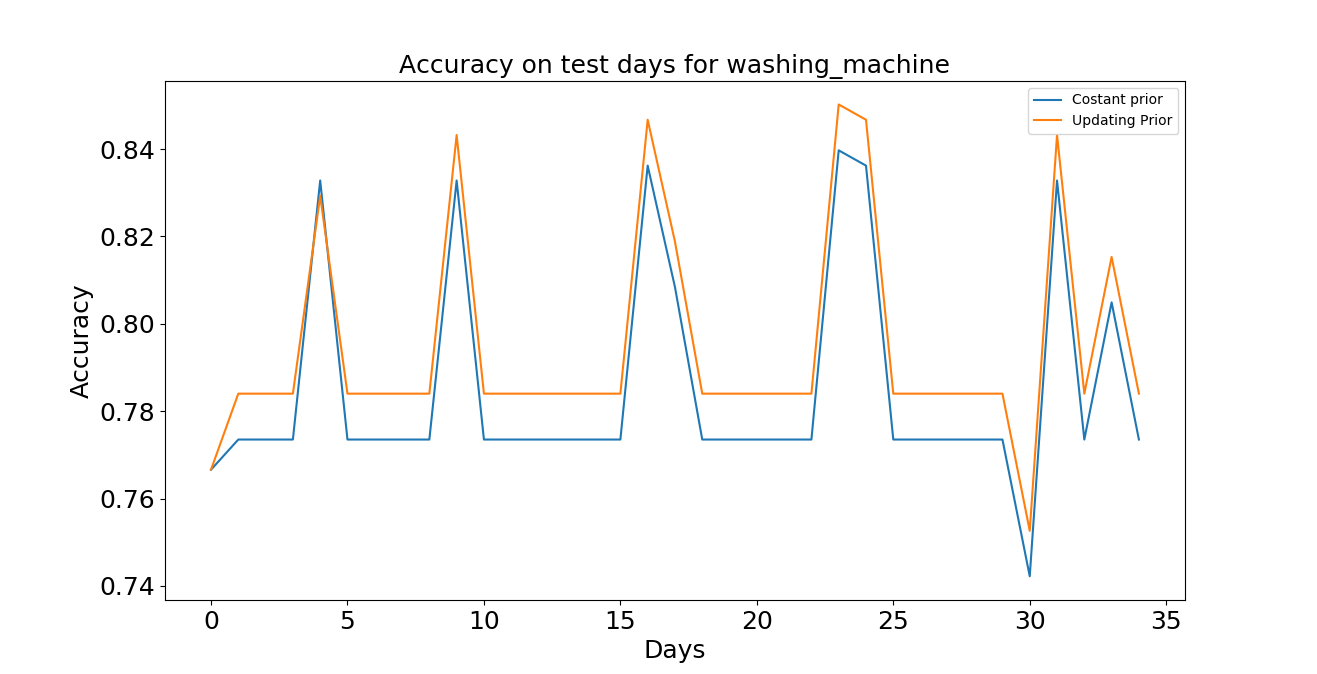 Accuracy on test days for washing_machine
Costant prior
Updating Prior
Accuracy
0.84
0.82
0.80
0.78
0.76
0.74
0 5 10 15 20 25 30 35
Days